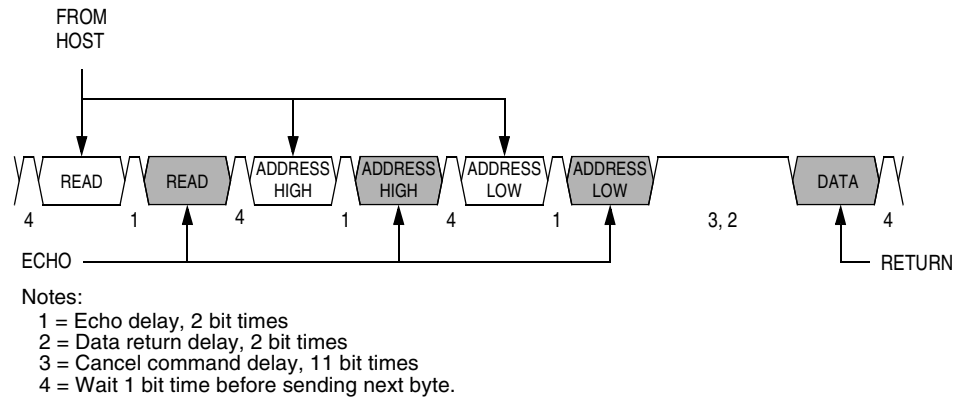 FROM
HOST
READ
READ
ADDRESS
HIGH
ADDRESS
HIGH
ADDRESS
LOW
ADDRESS
LOW
DATA
4 1 4 1 4 1 3, 2 4
ECHO
RETURN
Notes:
1 = Echo delay, 2 bit times
2 = Data return delay, 2 bit times
3 = Cancel command delay, 11 bit times
4 = Wait 1 bit time before sending next byte.